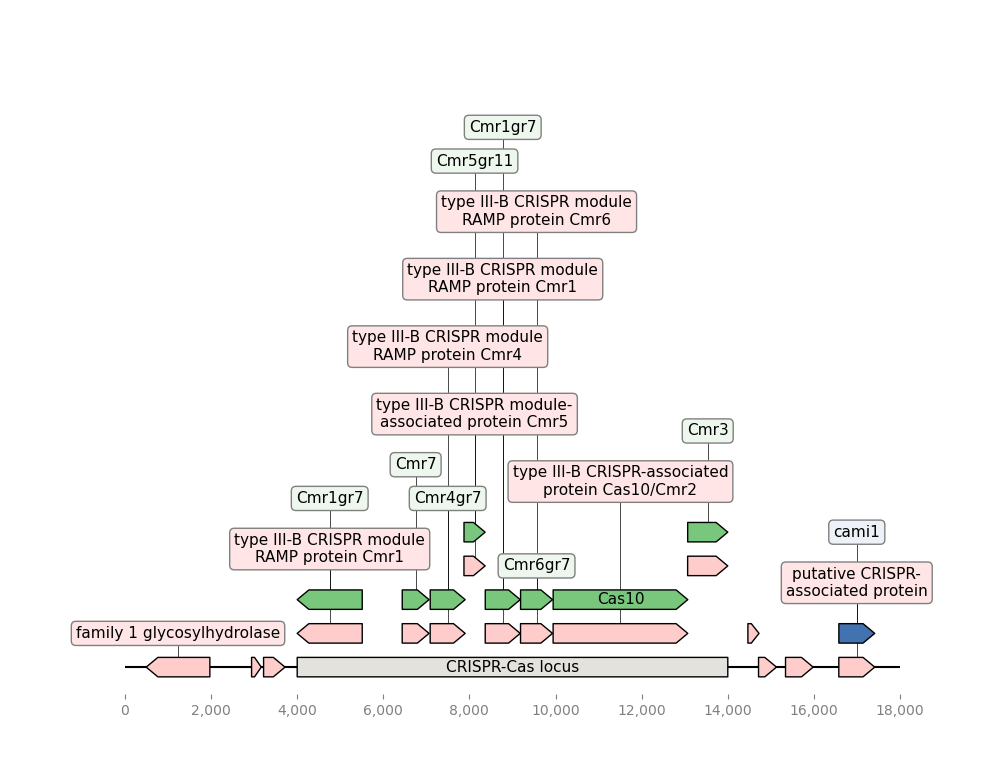 Cmr1gr7
Cmr5gr11
type III-B CRISPR module
RAMP protein Cmr6
type III-B CRISPR module
RAMP protein Cmr1
type III-B CRISPR module
RAMP protein Cmr4
type III-B CRISPR module-
associated protein Cmr5
Cmr3
Cmr7
type III-B CRISPR-associated
protein Cas10/Cmr2
Cmr1gr7
Cmr4gr7
cami1
type III-B CRISPR module
RAMP protein Cmr1
Cmr6gr7
putative CRISPR-
associated protein
Cas10
family 1 glycosylhydrolase
CRISPR-Cas locus
0 2,000 4,000 6,000 8,000 10,000 12,000 14,000 16,000 18,000